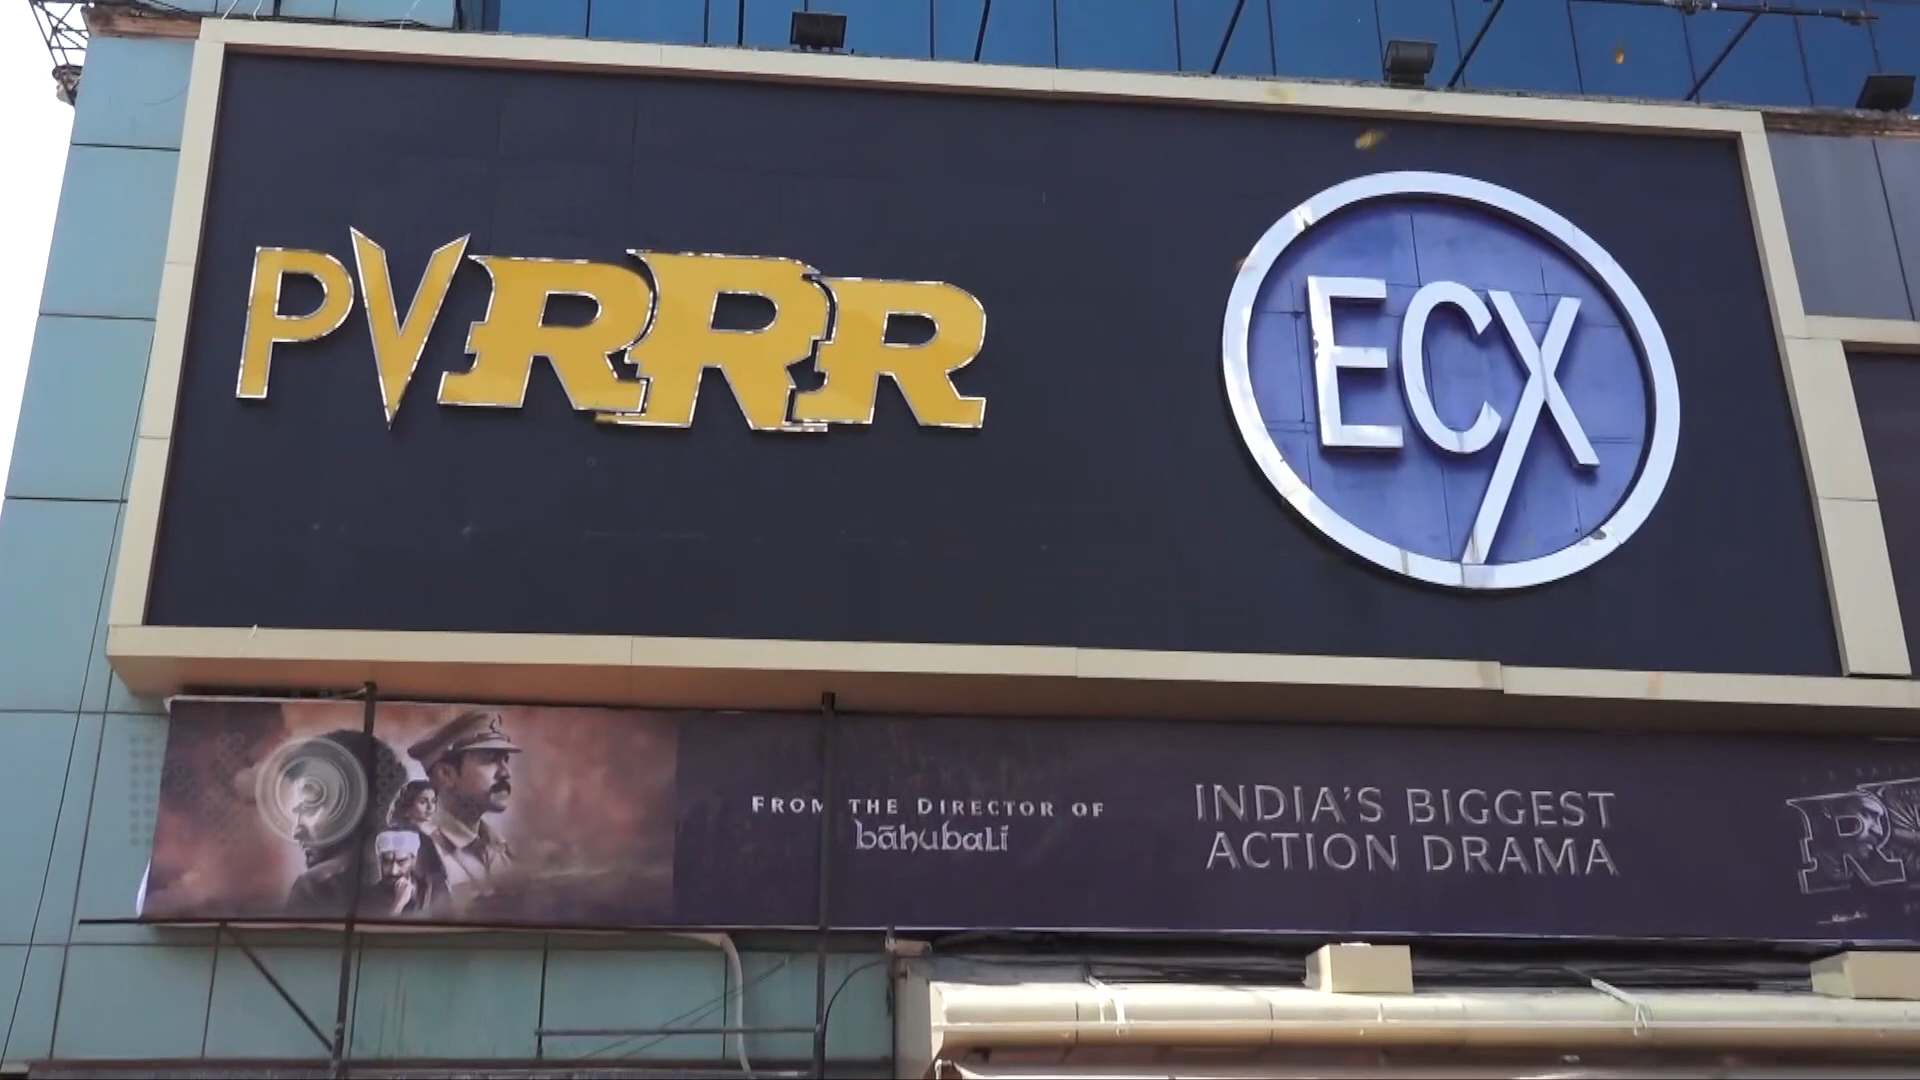 PVRRR
ECX
FROM THE DIRECTOR OF
bāhubali
INDIA'S BIGGEST
ACTION DRAMA